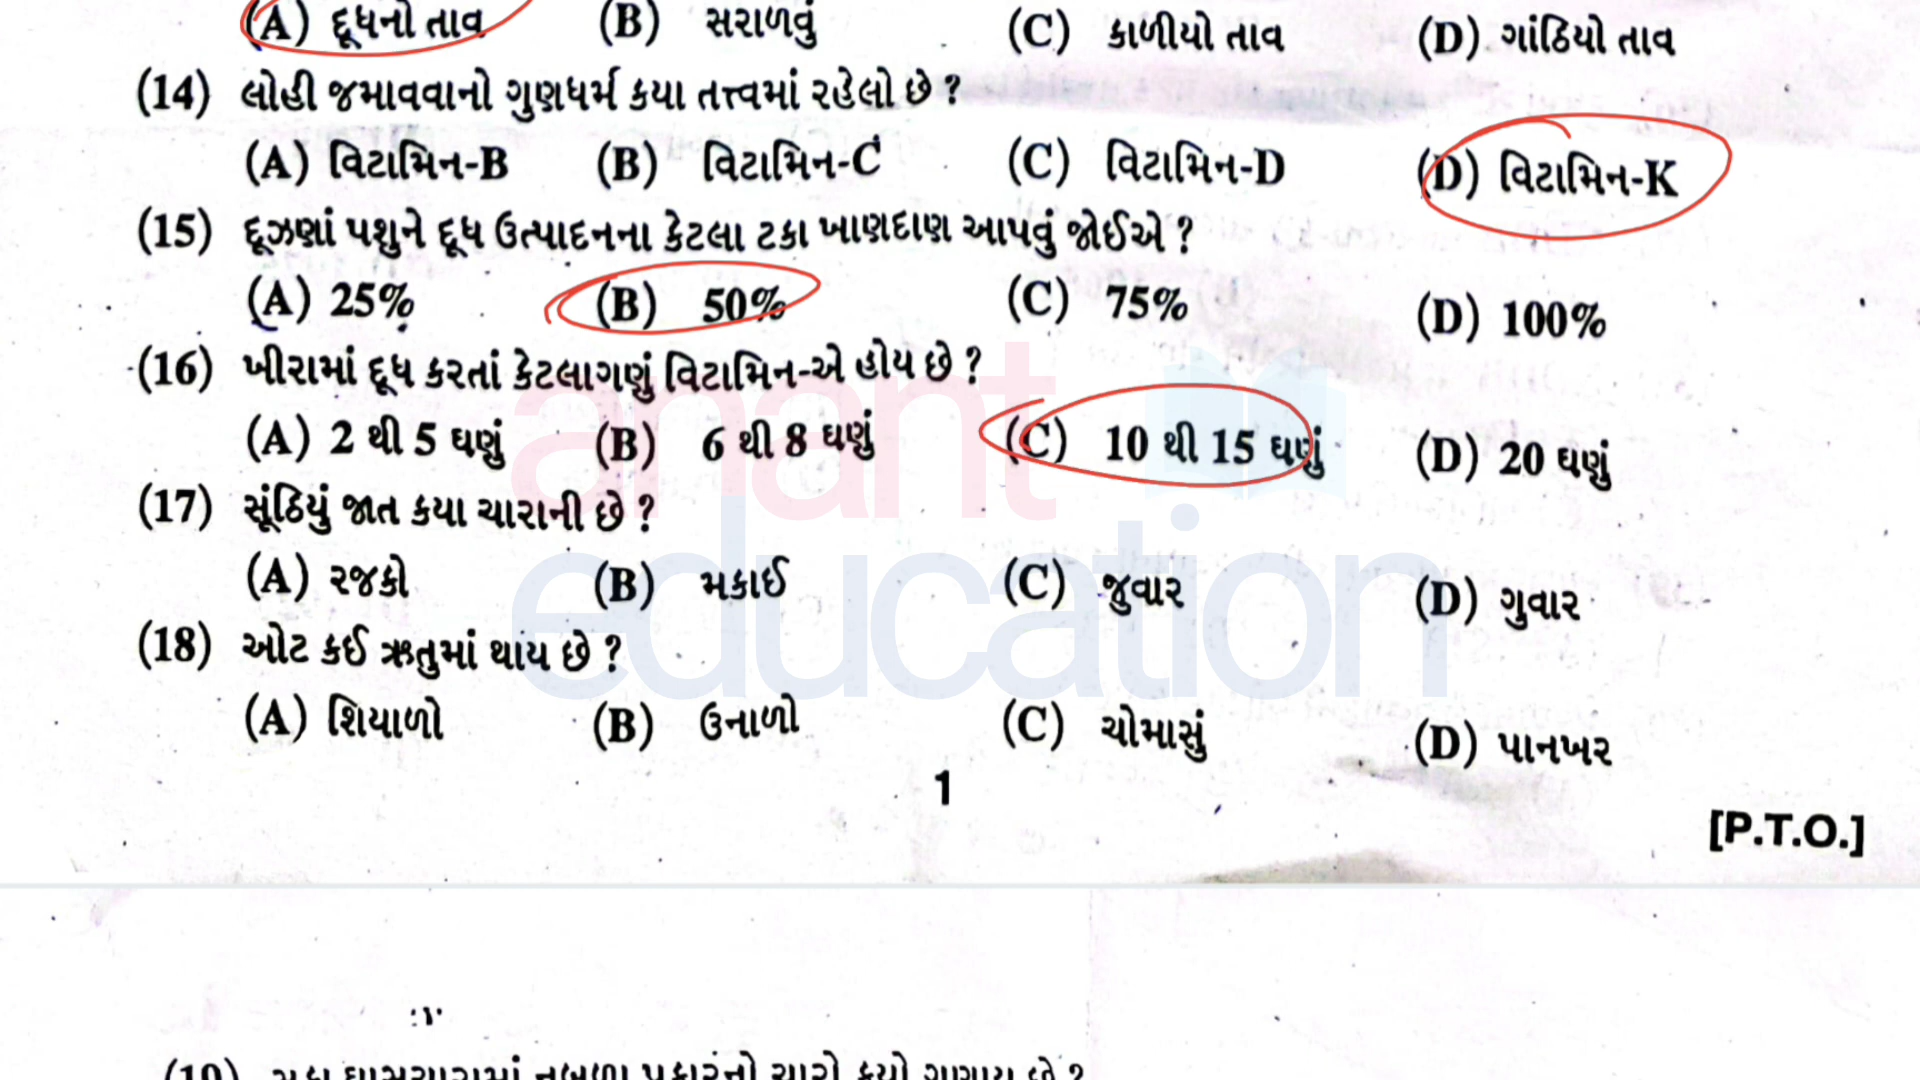 (A) દૂધનો તાવ (B) સરાળવું (C) કાળીયો તાવ (D) ગાંઠિયો તાવ
(14) લોહી જમાવવાનો ગુણધર્મ કયા તત્ત્વમાં રહેલો છે ?
(A) વિટામિન-B (B) વિટામિન-C (C) વિટામિન-D (D) વિટામિન-K
(15) દૂઝણાં પશુને દૂધ ઉત્પાદનના કેટલા ટકા ખાણદાણ આપવું જોઈએ ?
(A) 25% (B) 50% (C) 75% (D) 100%
(16) ખીરામાં દૂધ કરતાં કેટલાગણું વિટામિન-એ હોય છે ?
(A) 2 થી 5 ઘણું (B) 6 થી 8 ઘણું (C) 10 થી 15 ઘણું (D) 20 ઘણું
anant
(17) સૂંઠિયું જાત કયા ચારાની છે ?
(A) રજકો (B) મકાઈ (C) જુવાર (D) ગુવાર
education
(18) ઓટ કઈ ઋતુમાં થાય છે ?
(A) શિયાળો (B) ઉનાળો (C) ચોમાસું (D) પાનખર
1
[P.T.O.]